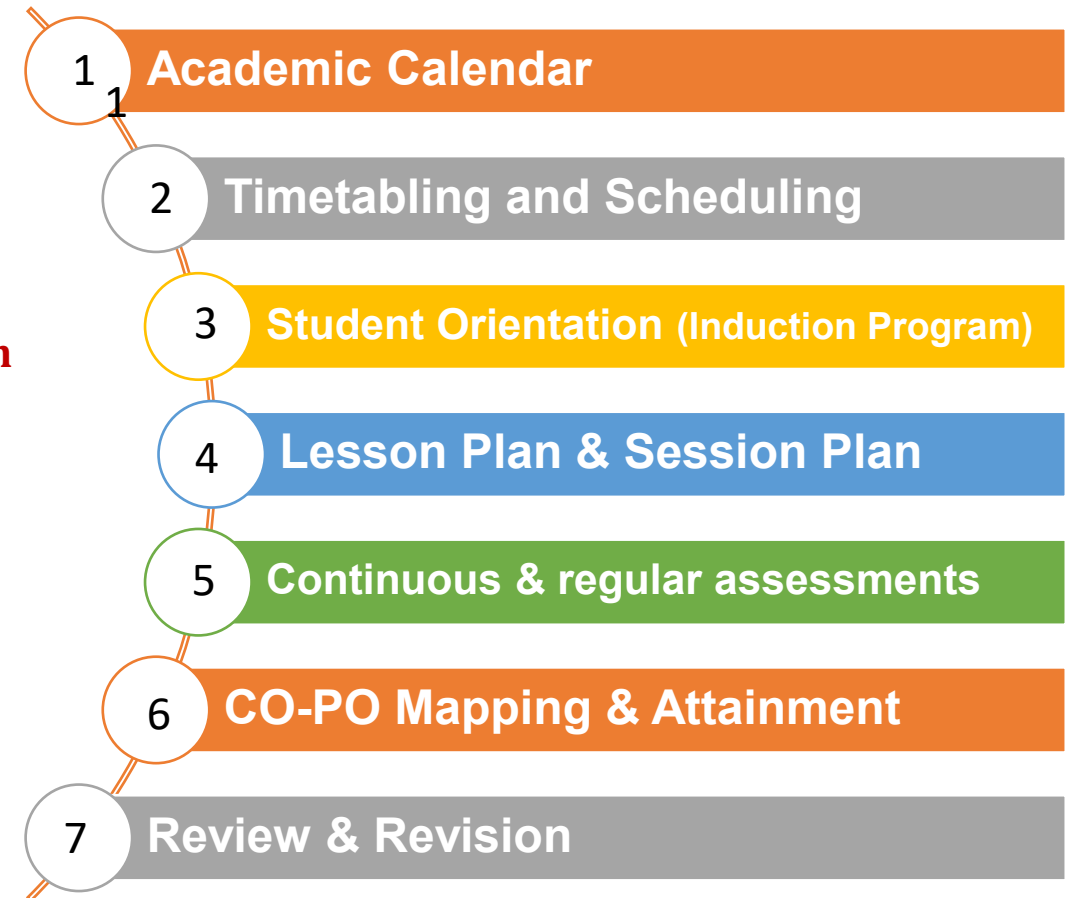 1 Academic Calendar
1
2 Timetabling and Scheduling
3 Student Orientation (Induction Program)
n
4 Lesson Plan & Session Plan
5 Continuous & regular assessments
6 CO-PO Mapping & Attainment
7 Review & Revision